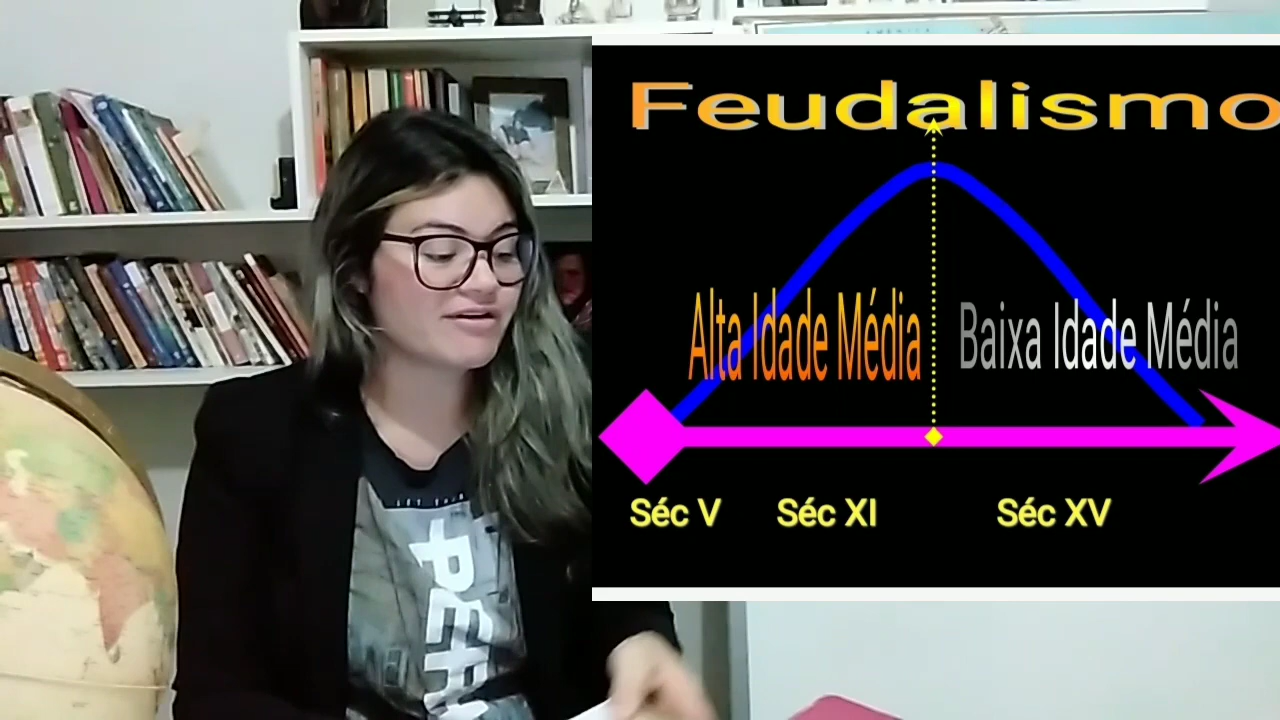 Feudalismo
Alta Idade Média
Baixa Idade Média
Séc V
Séc XI
Séc XV